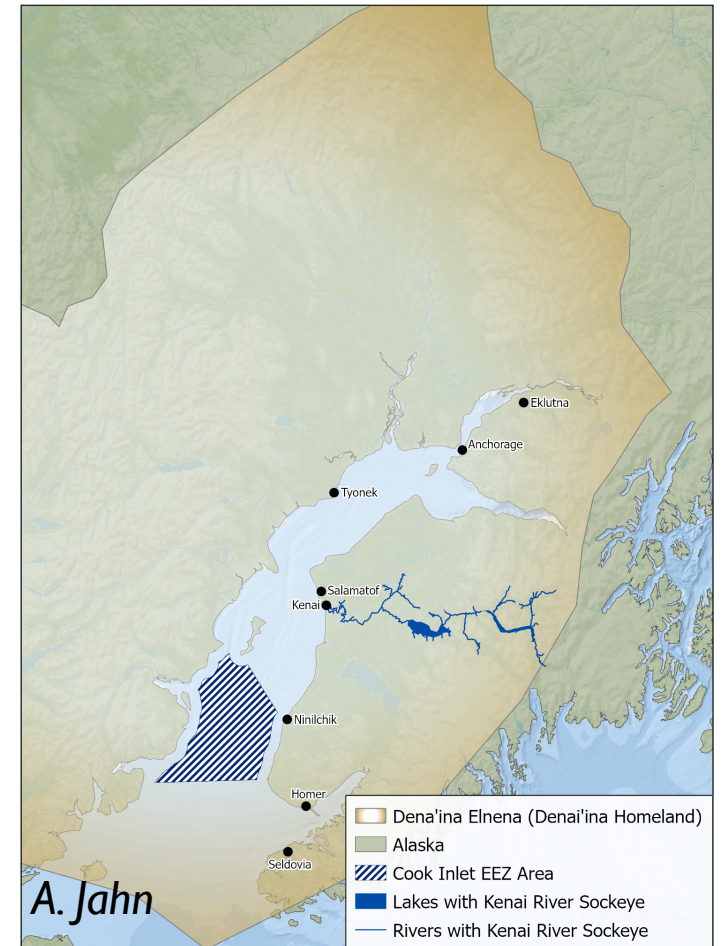 Eklutna
Anchorage
Tyonek
Salamatof
Kenai
Ninilchik
Homer
Seldovia
Dena'ina Elnena (Denai'ina Homeland)
Alaska
Cook Inlet EEZ Area
Lakes with Kenai River Sockeye
Rivers with Kenai River Sockeye
A. Jahn